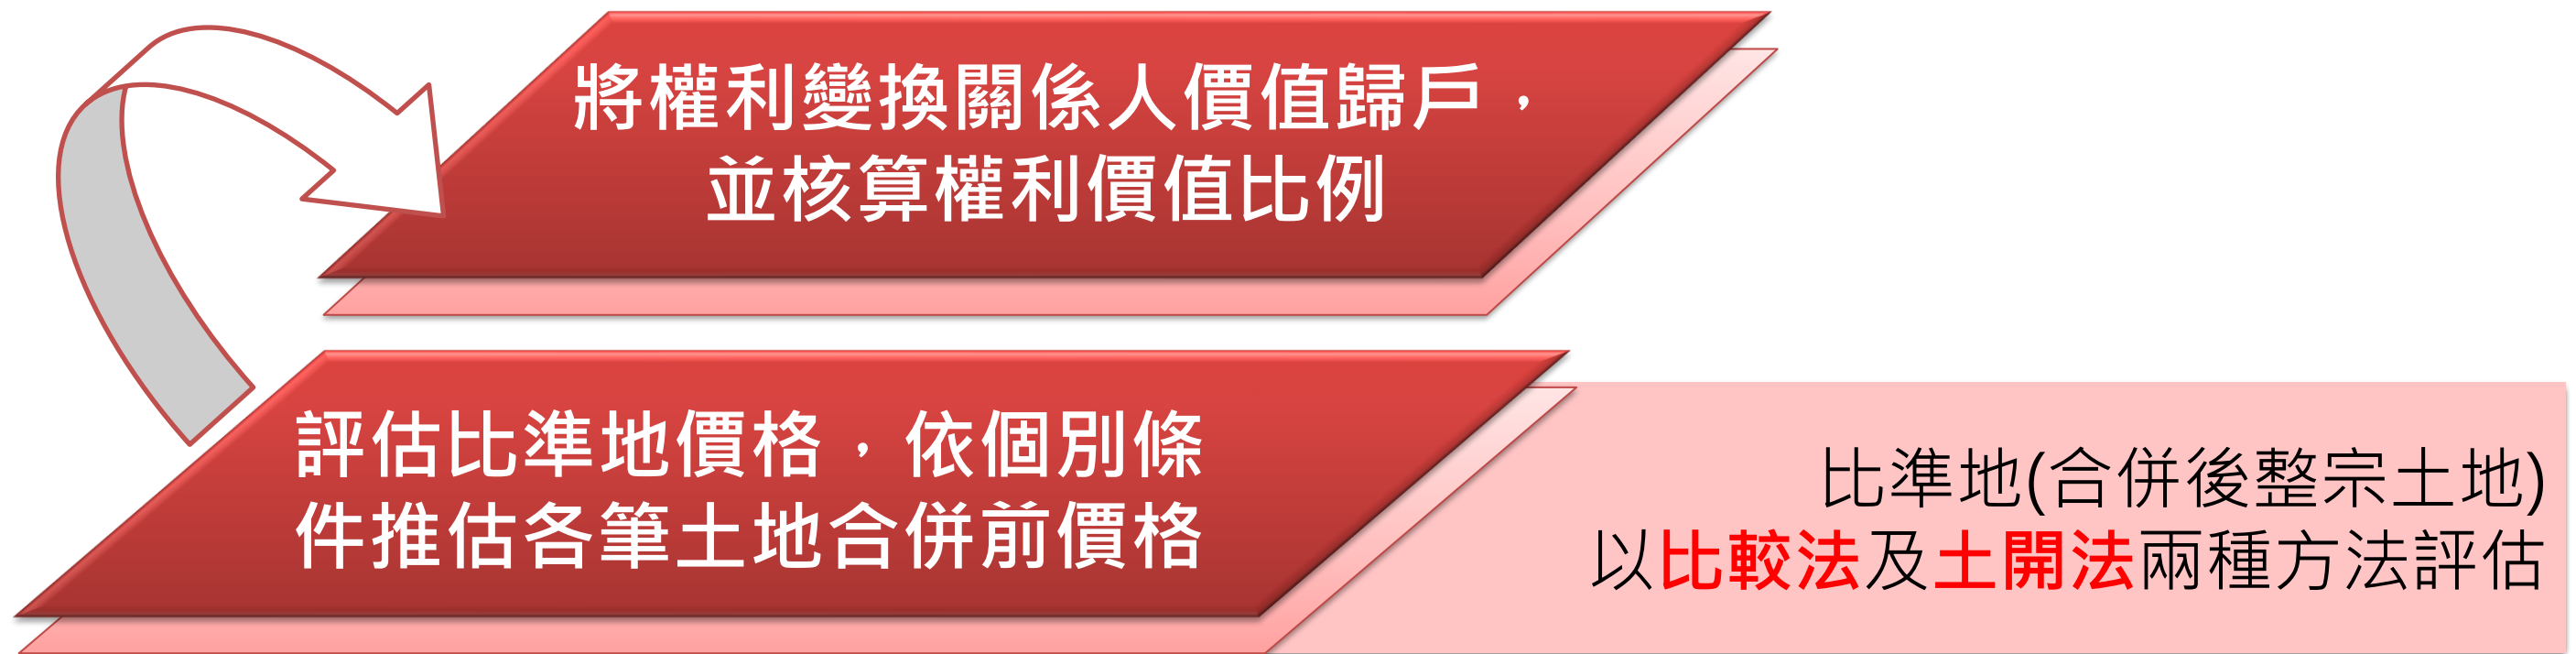 將權利變換關係人價值歸戶，
並核算權利價值比例
評估比準地價格，依個別條
件推估各筆土地合併前價格
比準地(合併後整宗土地)
以比較法及土開法兩種方法評估